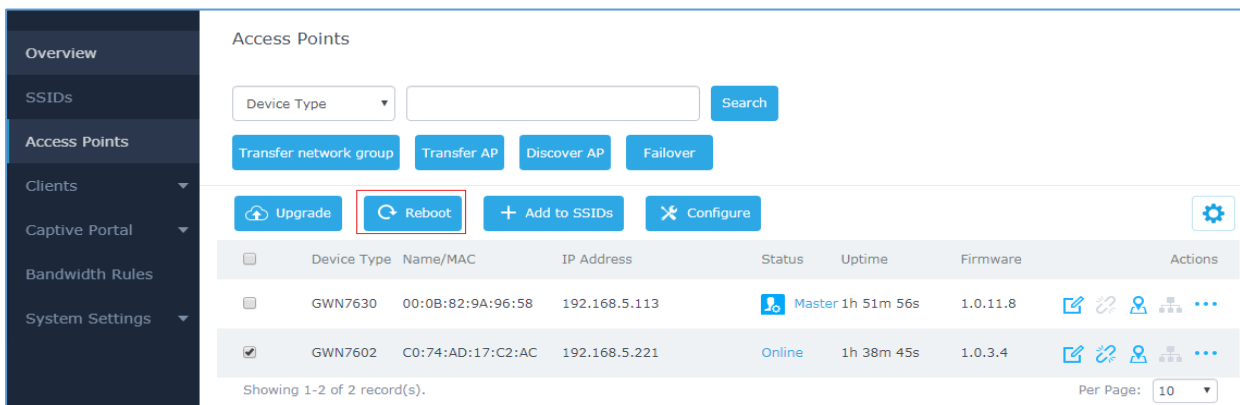 Access Points
Overview
SSIDs
Access Points
Clients
Captive Portal
Bandwidth Rules
System Settings
Device Type
Search
Transfer network group Transfer AP Discover AP Failover
Upgrade Reboot + Add to SSIDs Configure
Device Type Name/MAC IP Address Status Uptime Firmware Actions
GWN7630 00:0B:82:9A:96:58 192.168.5.113 Master 1h 51m 56s 1.0.11.8
GWN7602 C0:74:AD:17:C2:AC 192.168.5.221 Online 1h 38m 45s 1.0.3.4
Showing 1-2 of 2 record(s). Per Page: 10